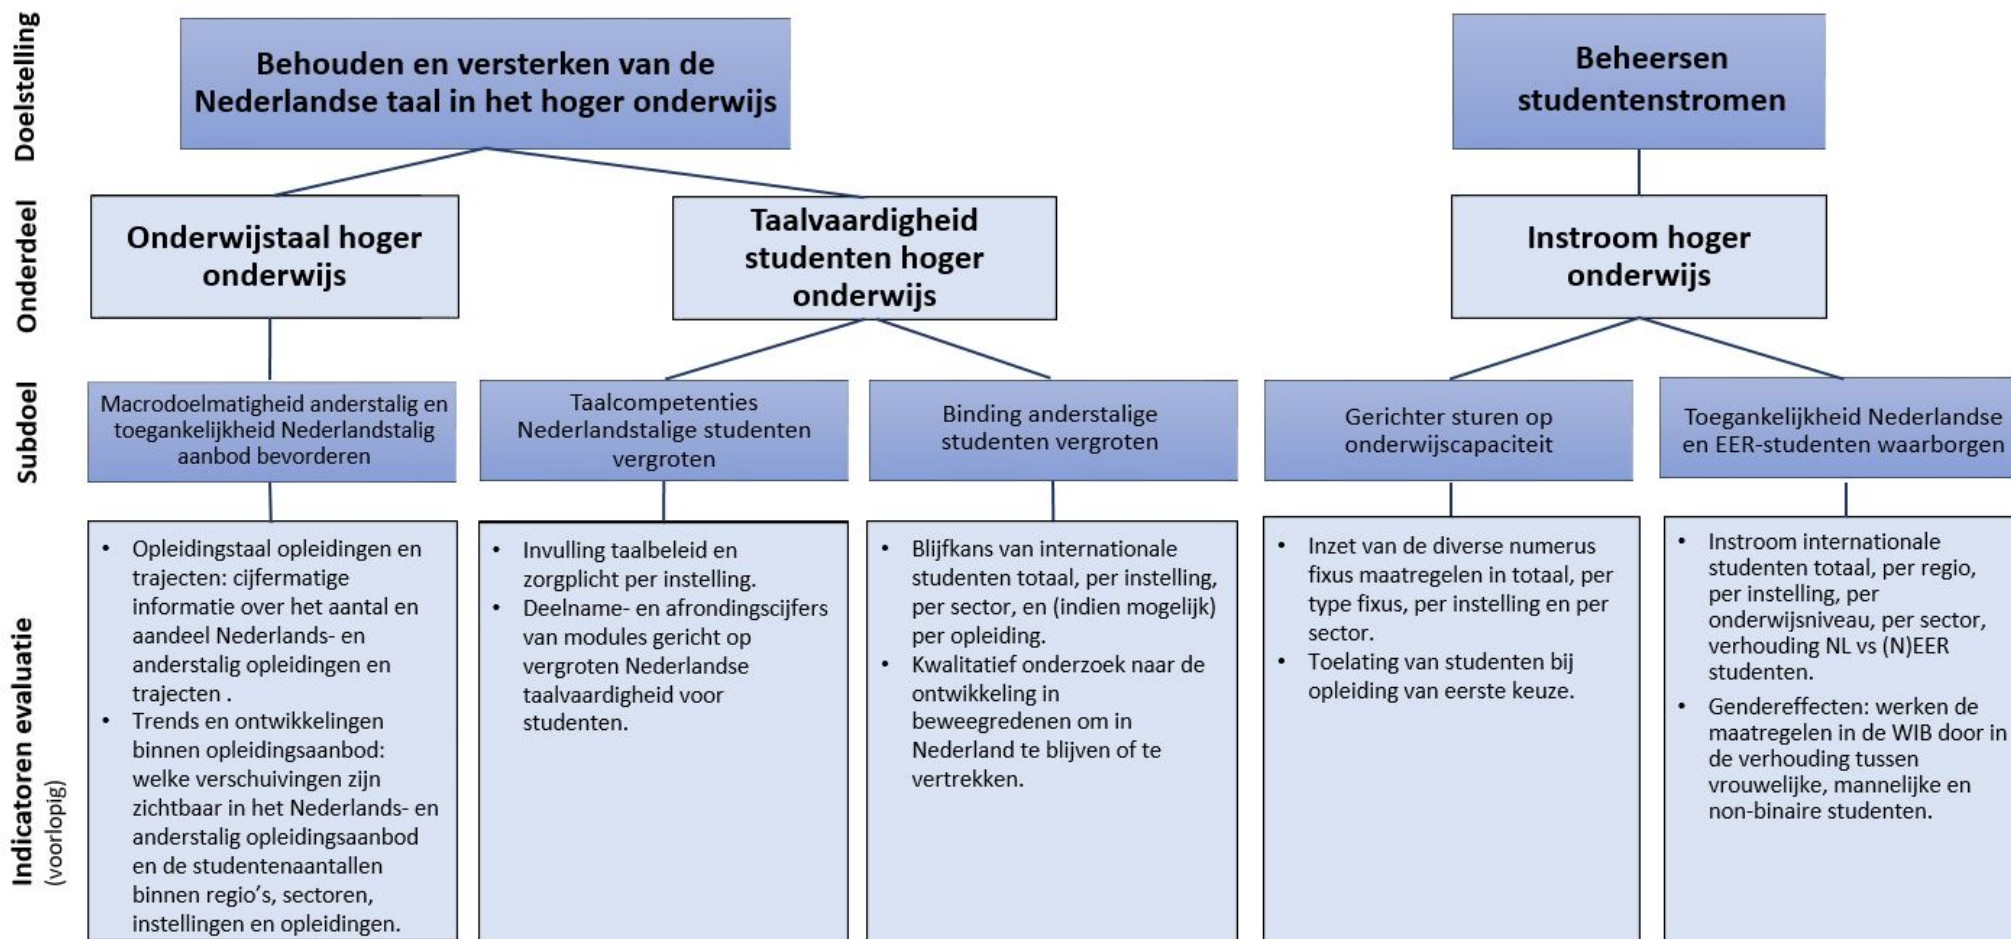 Doelstelling
Behouden en versterken van de
Nederlandse taal in het hoger onderwijs
Beheersen
studentenstromen
Onderdeel
Onderwijstaal hoger
onderwijs
Taalvaardigheid
studenten hoger
onderwijs
Instroom hoger
onderwijs
Subdoel
Macrodoelmatigheid anderstalig en
toegankelijkheid Nederlandstalig
aanbod bevorderen
Taalcompetenties
Nederlandstalige studenten
vergroten
Binding anderstalige
studenten vergroten
Gerichter sturen op
onderwijscapaciteit
Toegankelijkheid Nederlandse
en EER-studenten waarborgen
Indicatoren evaluatie
(voorlopig)
• Opleidingstaal opleidingen en
trajecten: cijfermatige
informatie over het aantal en
aandeel Nederlands- en
anderstalig opleidingen en
trajecten .
• Trends en ontwikkelingen
binnen opleidingsaanbod:
welke verschuivingen zijn
zichtbaar in het Nederlands- en
anderstalig opleidingsaanbod
en de studentenaantallen
binnen regio's, sectoren,
instellingen en opleidingen.
• Invulling taalbeleid en
zorgplicht per instelling.
• Deelname- en afrondingscijfers
van modules gericht op
vergroten Nederlandse
taalvaardigheid voor
studenten.
• Blijfkans van internationale
studenten totaal, per instelling,
per sector, en (indien mogelijk)
per opleiding.
• Kwalitatief onderzoek naar de
ontwikkeling in
beweegredenen om in
Nederland te blijven of te
vertrekken.
• Inzet van de diverse numerus
fixus maatregelen in totaal, per
type fixus, per instelling en per
sector.
• Toelating van studenten bij
opleiding van eerste keuze.
• Instroom internationale
studenten totaal, per regio,
per instelling, per
onderwijsniveau, per sector,
verhouding NL vs (N)EER
studenten.
• Gendereffecten: werken de
maatregelen in de WIB door in
de verhouding tussen
vrouwelijke, mannelijke en
non-binaire studenten.